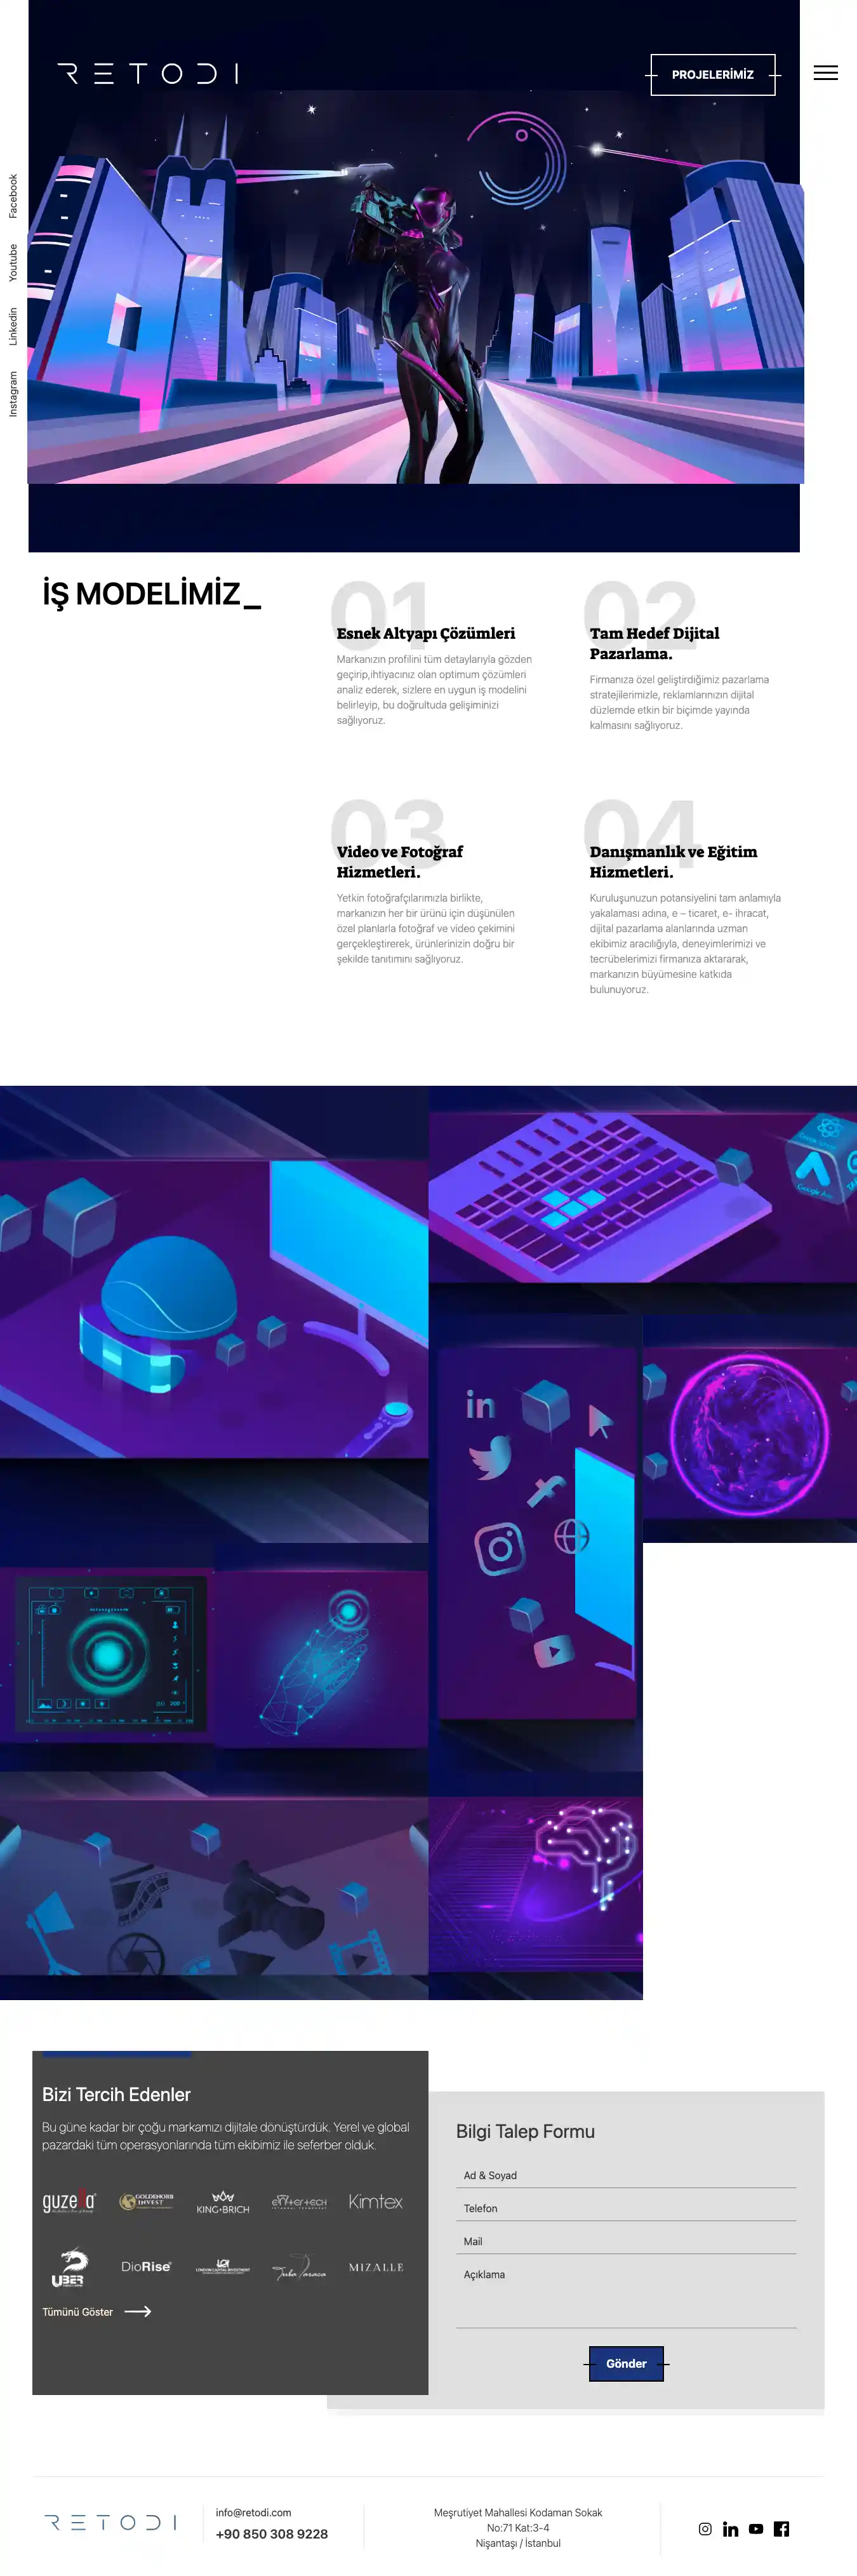 RETODI
PROJELERİMİZ
Facebook
Youtube
Linkedin
Instagram
İŞ MODELİMİZ_
01
Esnek Altyapı Çözümleri
Markanızın profilini tüm detaylarıyla gözden
geçirip,ihtiyacınız olan optimum çözümleri
analiz ederek, sizlere en uygun iş modelini
belirleyip, bu doğrultuda gelişiminizi
sağlıyoruz.
02
Tam Hedef Dijital
Pazarlama.
Firmanıza özel geliştirdiğimiz pazarlama
stratejilerimizle, reklamlarınızın dijital
düzlemde etkin bir biçimde yayında
kalmasını sağlıyoruz.
03
Video ve Fotoğraf
Hizmetleri.
Yetkin fotoğrafçılarımızla birlikte,
markanızın her bir ürünü için düşünülen
özel planlarla fotoğraf ve video çekimini
gerçekleştirerek, ürünlerinizin doğru bir
şekilde tanıtımını sağlıyoruz.
04
Danışmanlık ve Eğitim
Hizmetleri.
Kuruluşunuzun potansiyelini tam anlamıyla
yakalaması adına, e – ticaret, e- ihracat,
dijital pazarlama alanlarında uzman
ekibimiz aracılığıyla, deneyimlerimizi ve
tecrübelerimizi firmanıza aktararak,
markanızın büyümesine katkıda
bulunuyoruz.
in
Bizi Tercih Edenler
Bu güne kadar bir çoğu markamızı dijitale dönüştürdük. Yerel ve global
pazardaki tüm operasyonlarında tüm ekibimiz ile seferber olduk.
guzella
GOLDENHORN
INVEST
KING BRICH
entertech
Kimtex
UBER
DioRise
LONDON CAPITAL INVESTMENT
MIZALLE
Tümünü Göster
Bilgi Talep Formu
Ad & Soyad
Telefon
Mail
Açıklama
Gönder
RETODI
info@retodi.com
+90 850 308 9228
Meşrutiyet Mahallesi Kodaman Sokak
No:71 Kat:3-4
Nişantaşı / İstanbul